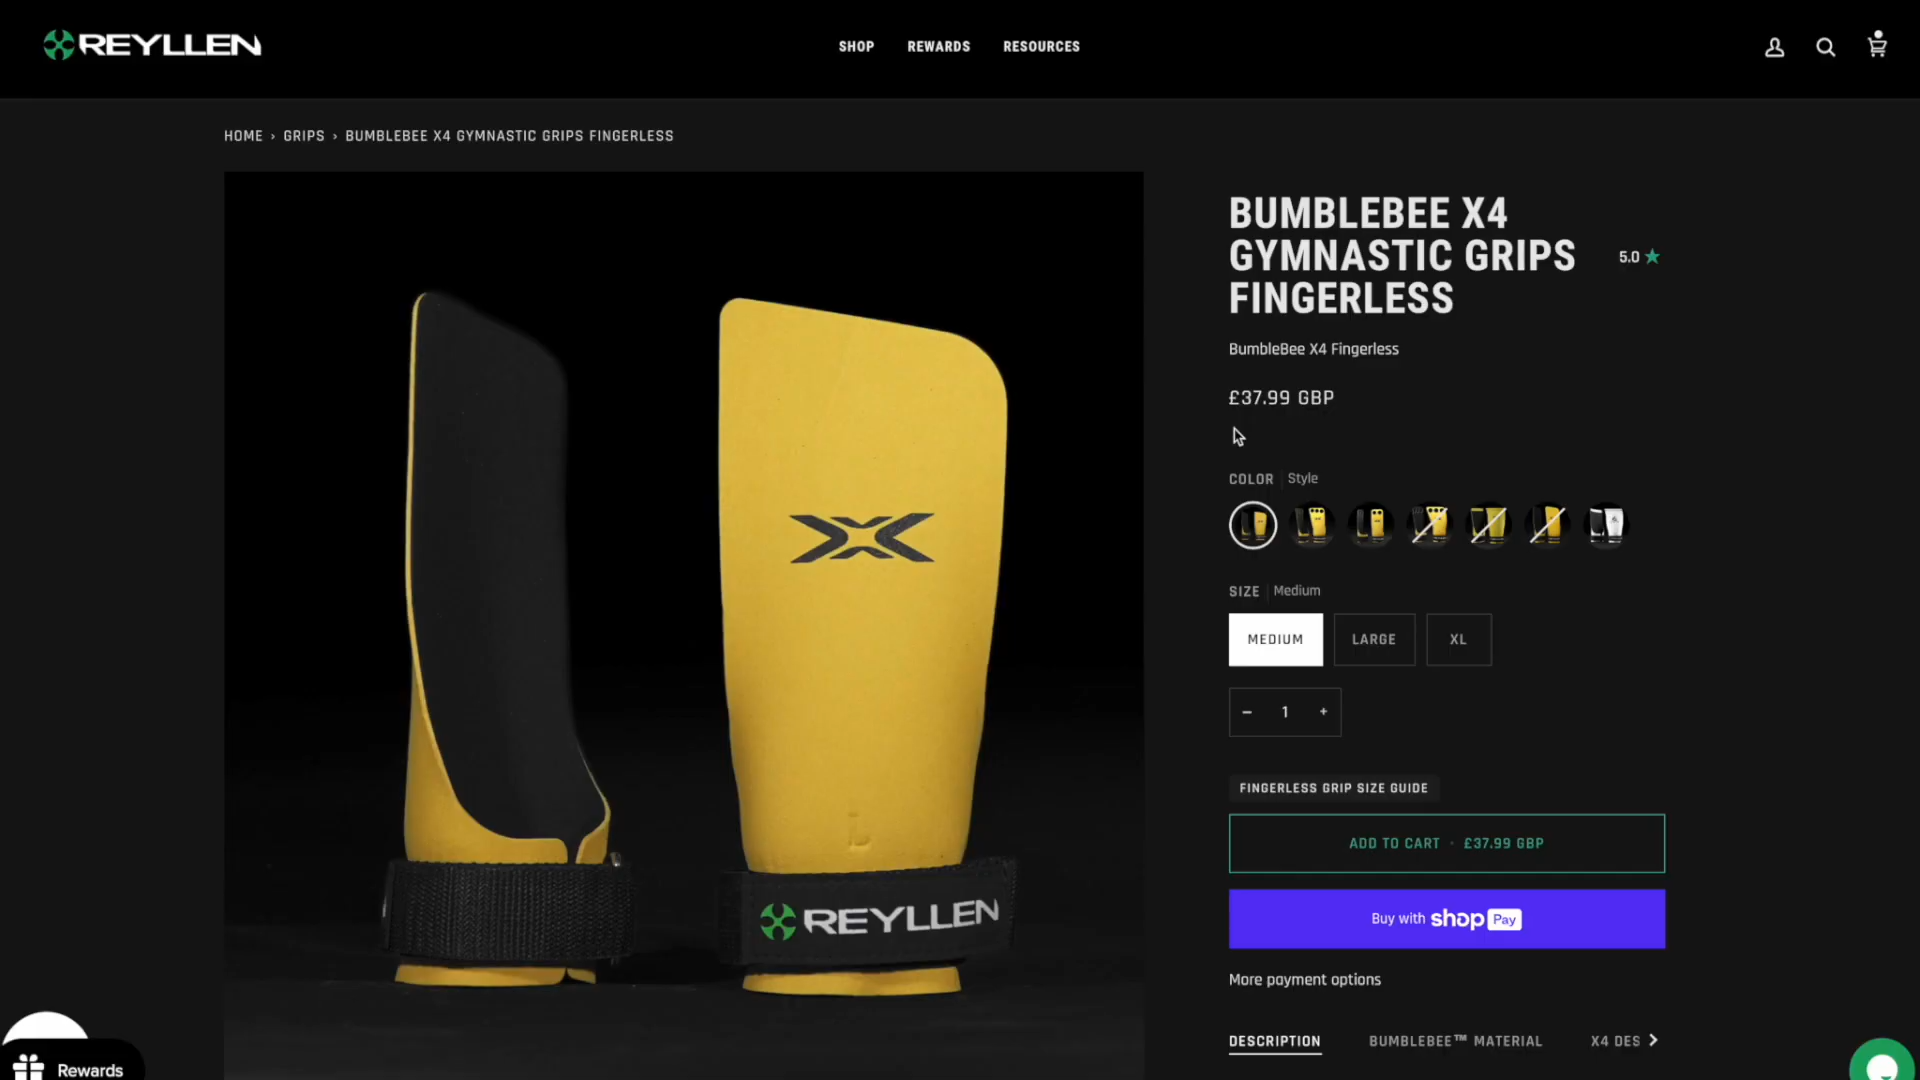 REYLLEN
SHOP
REWARDS
RESOURCES
HOME › GRIPS › BUMBLEBEE X4 GYMNASTIC GRIPS FINGERLESS
BUMBLEBEE X4
GYMNASTIC GRIPS
FINGERLESS
5.0
BumbleBee X4 Fingerless
£37.99 GBP
COLOR Style
SIZE Medium
MEDIUM
LARGE
XL
− 1 +
FINGERLESS GRIP SIZE GUIDE
ADD TO CART · £37.99 GBP
Buy with shop Pay
More payment options
DESCRIPTION
BUMBLEBEE™ MATERIAL
X4 DES
X
L
REYLLEN
Rewards